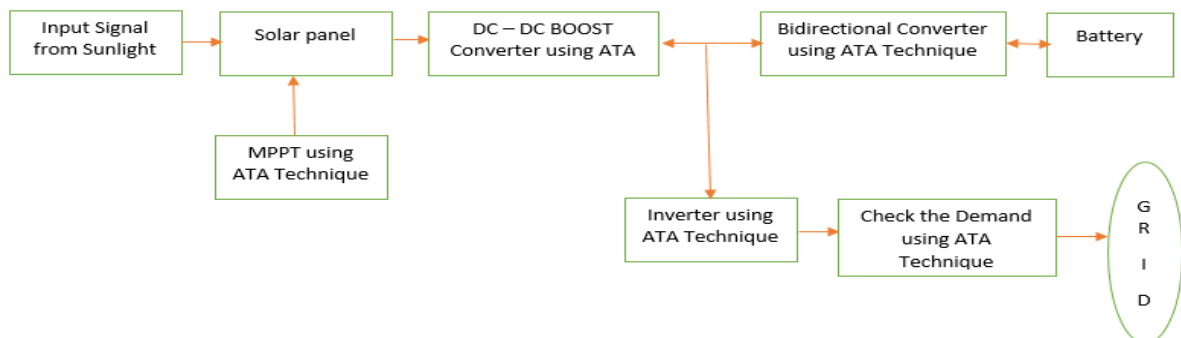 Input Signal
from Sunlight
Solar panel
DC – DC BOOST
Converter using ATA
Bidirectional Converter
using ATA Technique
Battery
MPPT using
ATA Technique
Inverter using
ATA Technique
Check the Demand
using ATA
Technique
G
R
I
D